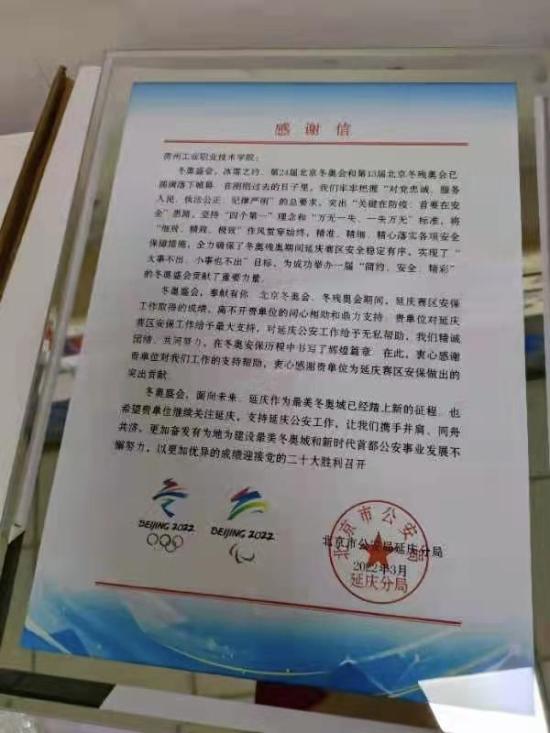 感谢信
州工业职业技术学院：
冬奥盛会，冰雪之约。第24届北京冬奥会和第13届北京冬残奥会已
圆满落下帷幕。在刚刚过去的日子里，我们牢牢把握“对党忠诚、服务
人民、执法公正、纪律严明”的总要求，突出“关键在防疫、首要在安
全”思路，坚持“四个第一”理念和“万无一失、一失万无”标准，将
“细致、精致、极致”作风贯穿始终，精准、精细、精心落实各项安全
保障措施，全力确保了冬奥残奥期间延庆赛区安全稳定有序，实现了“
大事不出、小事也不出”目标，为成功举办一届“简约、安全、精彩”
的冬奥盛会贡献了重要力量。
冬奥盛会，奉献有你。北京冬奥会、冬残奥会期间，延庆赛区安保
工作取得的成绩，离不开贵单位的同心相助和鼎力支持。贵单位对延庆
赛区安保工作给予最大支持，对延庆公安工作给予无私帮助，我们精诚
团结、共同努力，在冬奥安保历程中书写了辉煌篇章。在此，衷心感谢
贵单位对我们工作的支持帮助，衷心感谢贵单位为延庆赛区安保做出的
突出贡献。
冬奥盛会，面向未来。延庆作为最美冬奥城已经踏上新的征程，也
希望贵单位继续关注延庆，支持延庆公安工作，让我们携手并肩、同舟
共济，更加奋发有为地为建设最美冬奥城和新时代首都公安事业发展不
懈努力，以更加优异的成绩迎接党的二十大胜利召开
BEIJING 2022
BEIJING 2022
北京市公安局延庆分局
2022年3月
北京市公安局
延庆分局